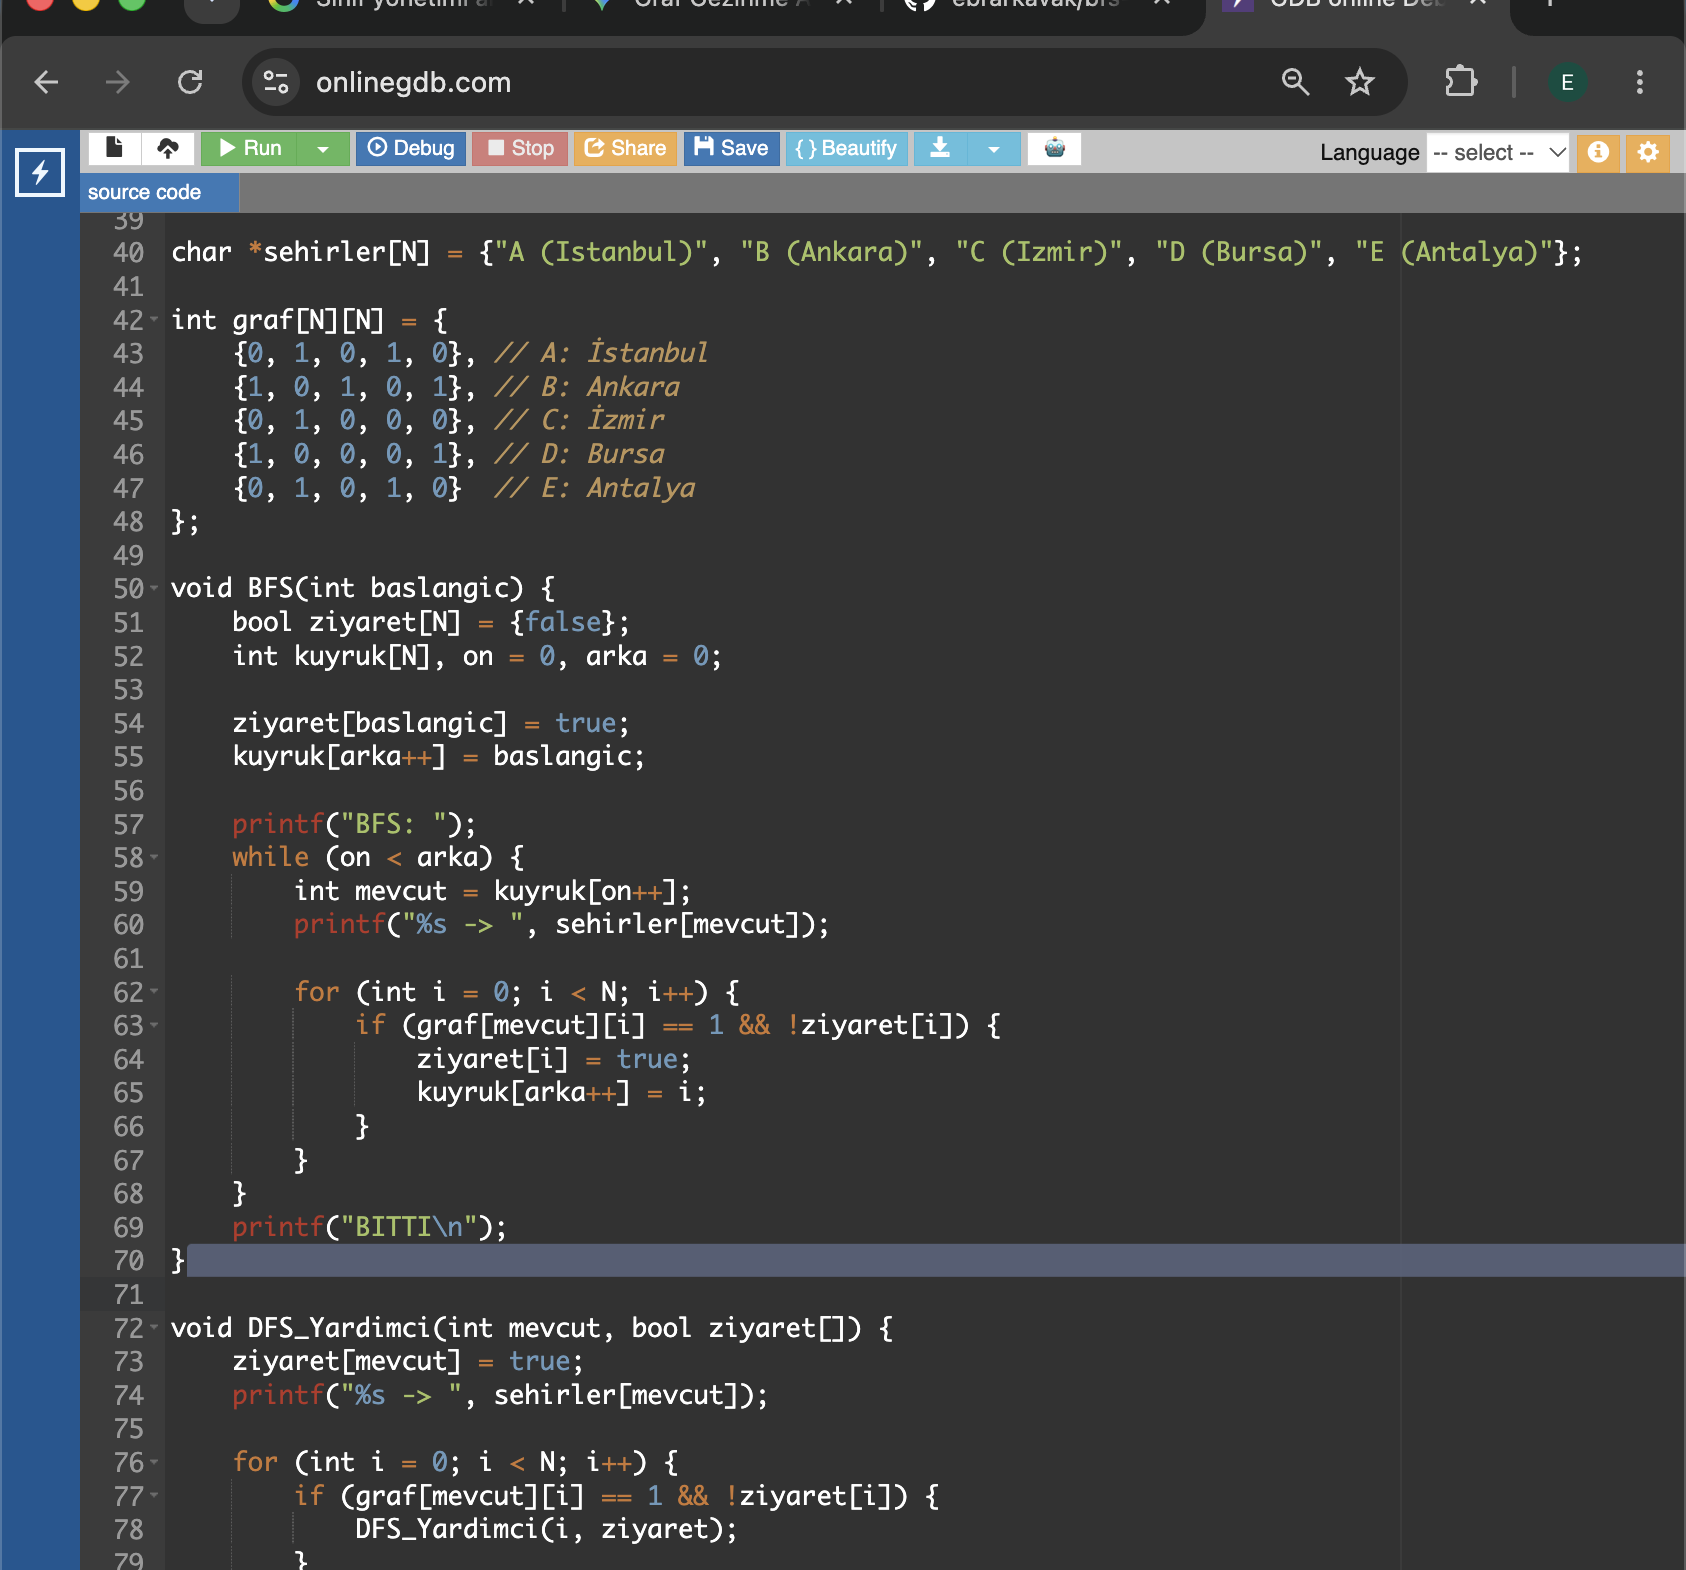 onlinegdb.com
E
Run Debug Stop Share Save { } Beautify Language -- select --
source code
39
40 char *sehirler[N] = {"A (Istanbul)", "B (Ankara)", "C (Izmir)", "D (Bursa)", "E (Antalya)"};
41
42 int graf[N][N] = {
43     {0, 1, 0, 1, 0}, // A: İstanbul
44     {1, 0, 1, 0, 1}, // B: Ankara
45     {0, 1, 0, 0, 0}, // C: İzmir
46     {1, 0, 0, 0, 1}, // D: Bursa
47     {0, 1, 0, 1, 0}  // E: Antalya
48 };
49
50 void BFS(int baslangic) {
51     bool ziyaret[N] = {false};
52     int kuyruk[N], on = 0, arka = 0;
53
54     ziyaret[baslangic] = true;
55     kuyruk[arka++] = baslangic;
56
57     printf("BFS: ");
58     while (on < arka) {
59         int mevcut = kuyruk[on++];
60         printf("%s -> ", sehirler[mevcut]);
61
62         for (int i = 0; i < N; i++) {
63             if (graf[mevcut][i] == 1 && !ziyaret[i]) {
64                 ziyaret[i] = true;
65                 kuyruk[arka++] = i;
66             }
67         }
68     }
69     printf("BITTI\n");
70 }
71
72 void DFS_Yardimci(int mevcut, bool ziyaret[]) {
73     ziyaret[mevcut] = true;
74     printf("%s -> ", sehirler[mevcut]);
75
76     for (int i = 0; i < N; i++) {
77         if (graf[mevcut][i] == 1 && !ziyaret[i]) {
78             DFS_Yardimci(i, ziyaret);
79         }